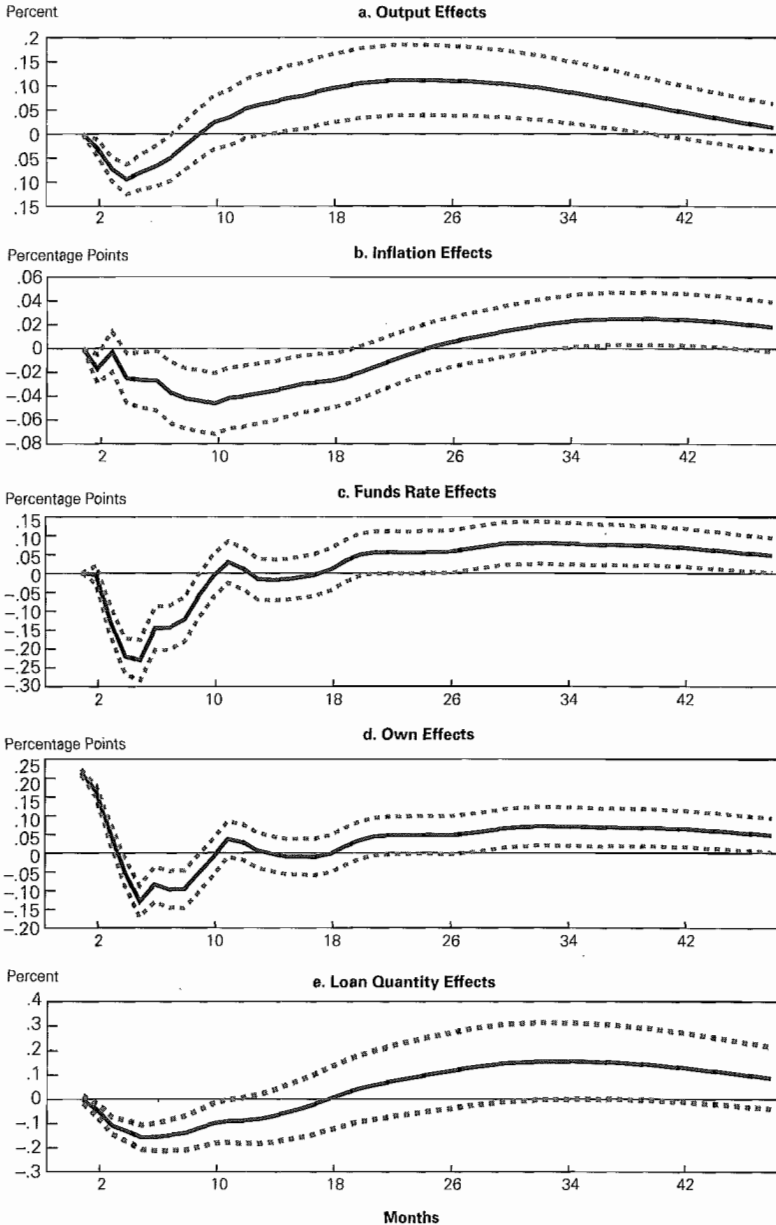 Percent
a. Output Effects
.2
.15
.10
.05
0
.05
.10
.15
2 10 18 26 34 42
Percentage Points
b. Inflation Effects
.06
.04
.02
0
-.02
-.04
-.06
-.08
2 10 18 26 34 42
Percentage Points
c. Funds Rate Effects
.15
.10
.05
0
-.05
-.10
-.15
-.20
-.25
-.30
2 10 18 26 34 42
Percentage Points
d. Own Effects
.25
.20
.15
.10
.05
0
-.05
-.10
-.15
-.20
2 10 18 26 34 42
Percent
e. Loan Quantity Effects
.4
.3
.2
.1
0
-.1
-.2
-.3
2 10 18 26 34 42
Months